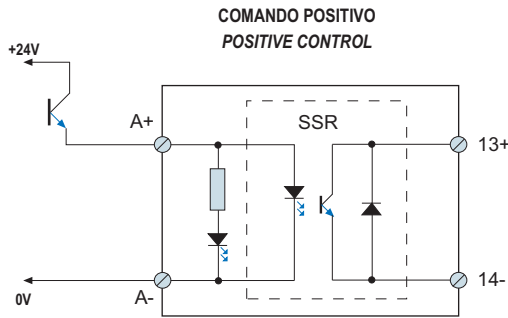 COMANDO POSITIVO
POSITIVE CONTROL
+24V
A+
SSR
13+
0V
A-
14-